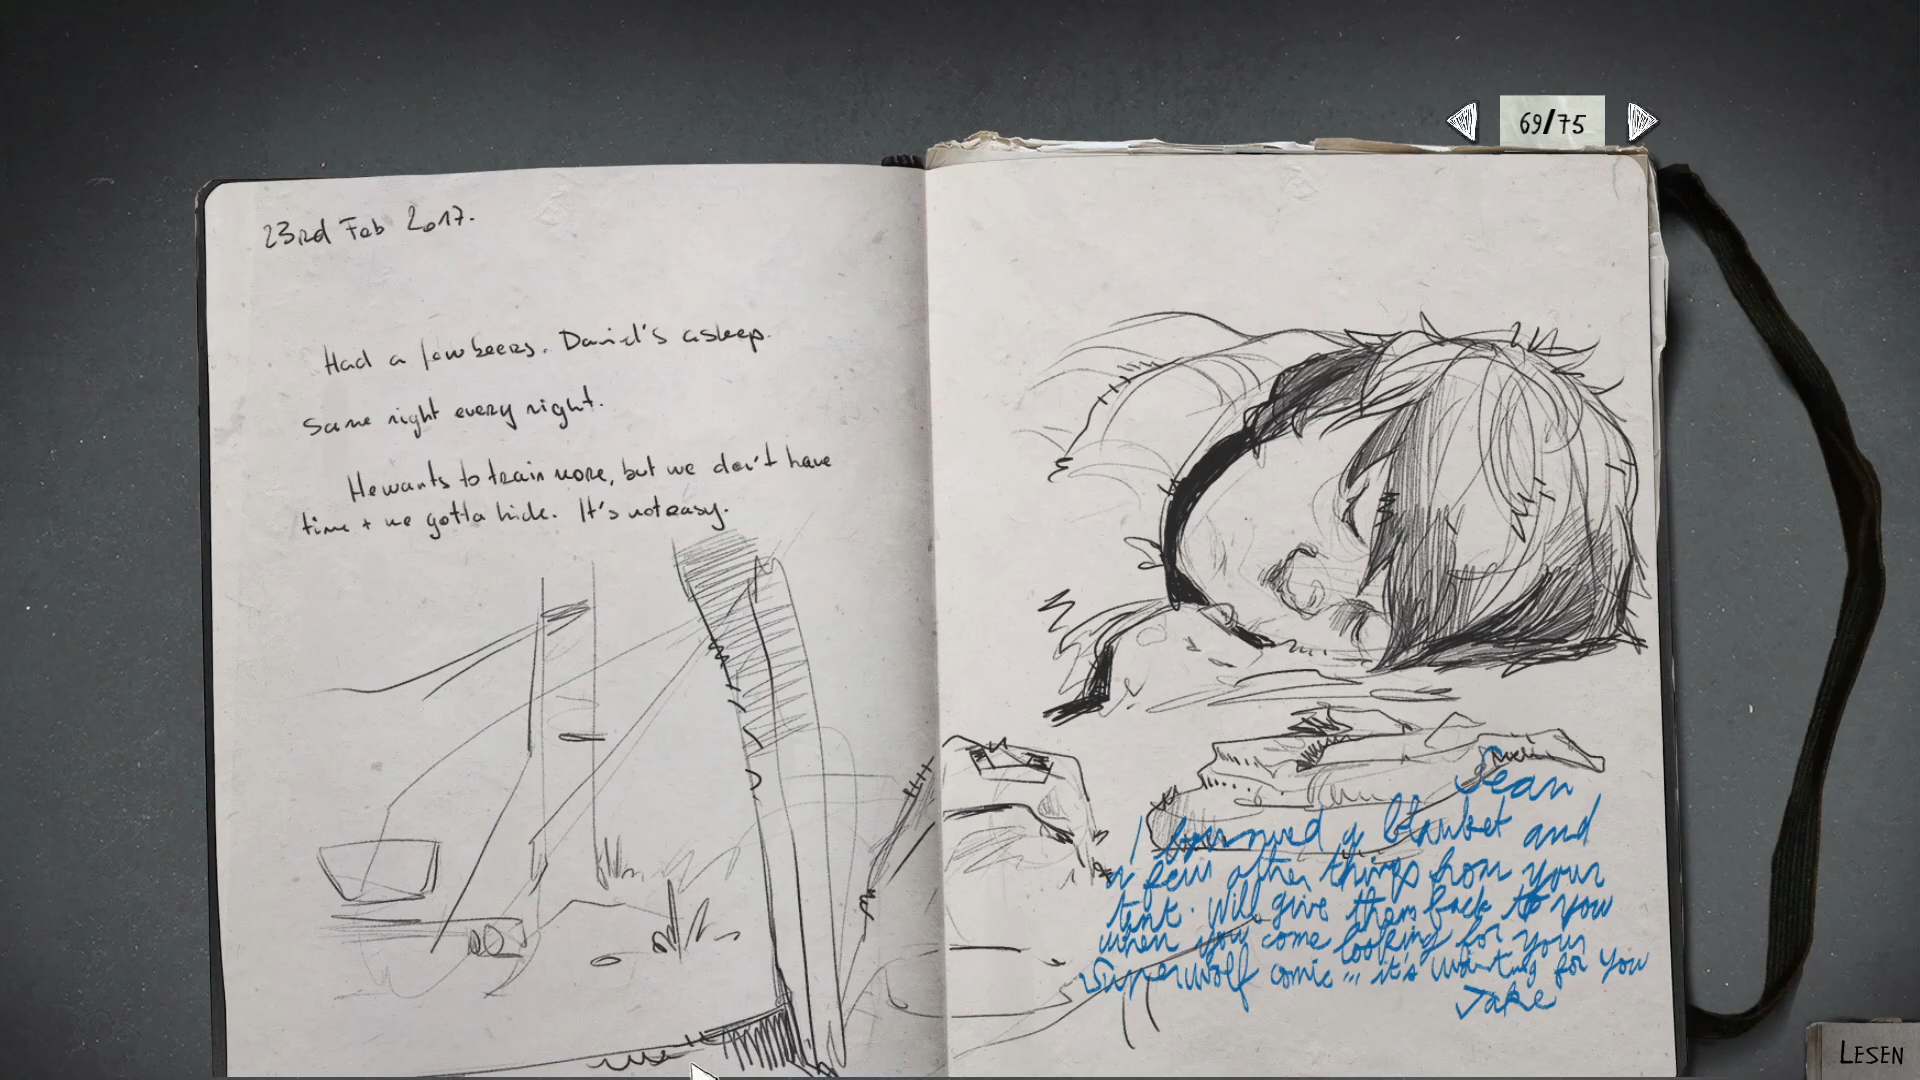 69/75
23rd Feb 2017.
Had a few beers. Daniel's asleep.
Same night every night.
He wants to train more, but we don't have
time + we gotta hide. It's not easy.
Sean
I borrowed a blanket and
a few other things from your
tent. Will give them back to you
when you come looking for your
Superwolf comic... it's waiting for you
Jake
LESEN